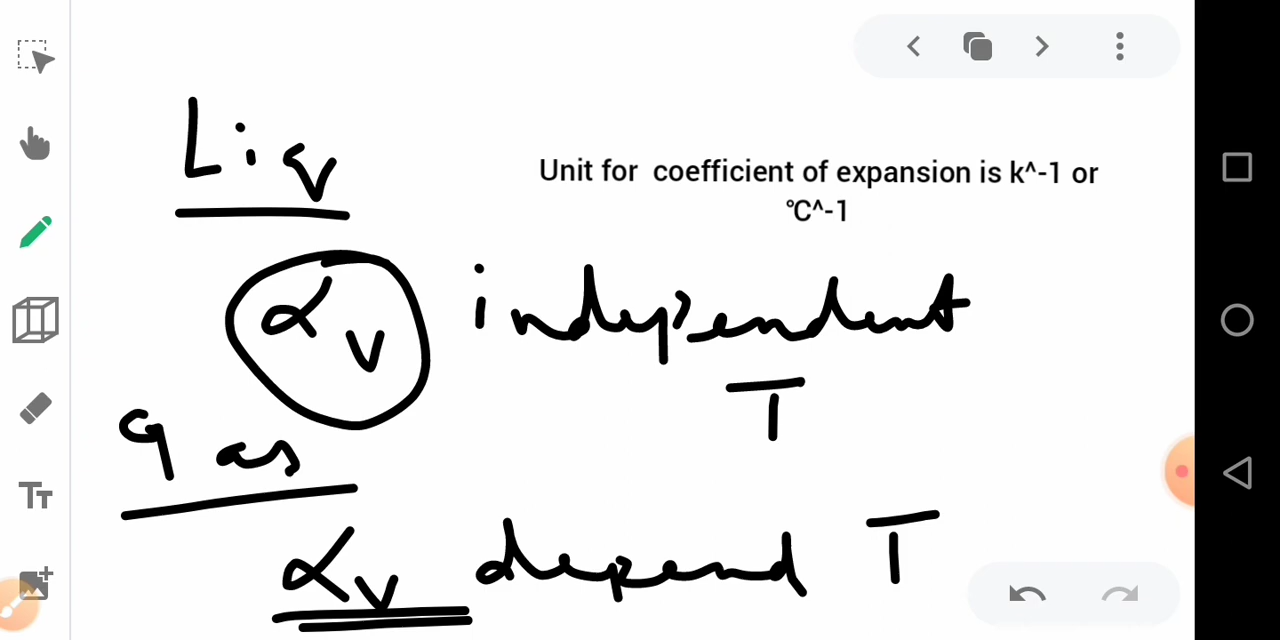 Liq
Unit for coefficient of expansion is k^-1 or
℃^-1
αv independent
T
gas
αv depend T